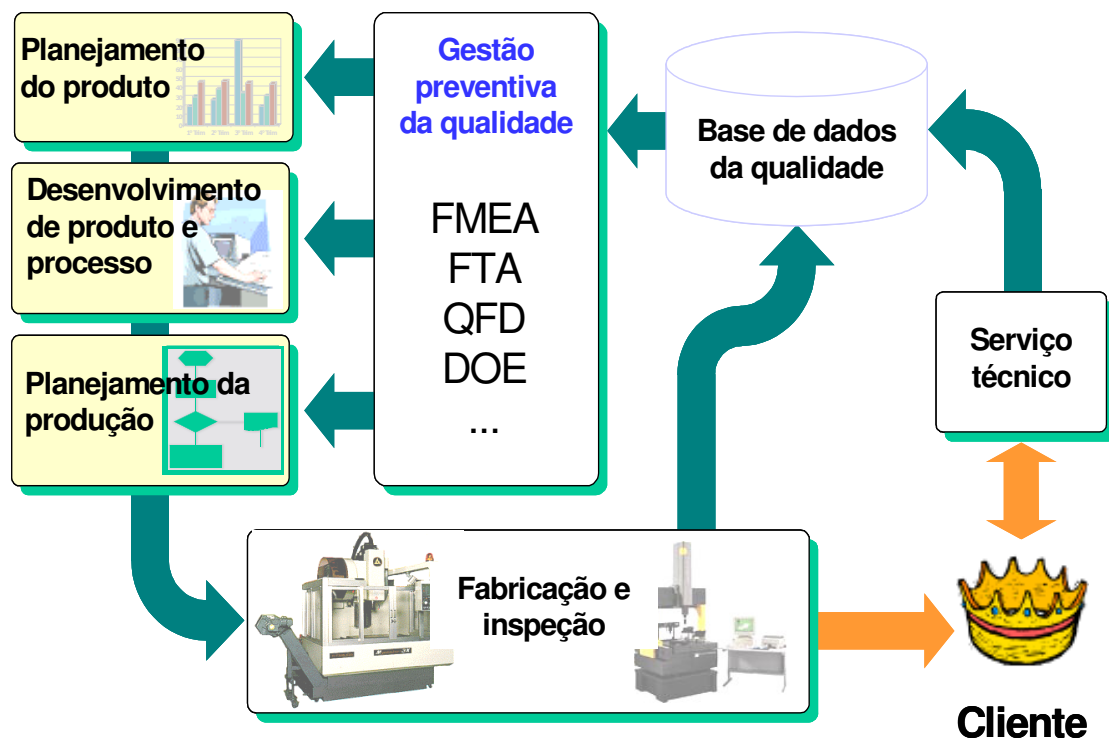 Planejamento
do produto
Desenvolvimento
de produto e
processo
Planejamento da
produção
Gestão
preventiva
da qualidade
FMEA
FTA
QFD
DOE
...
Base de dados
da qualidade
Serviço
técnico
Fabricação e
inspeção
Cliente